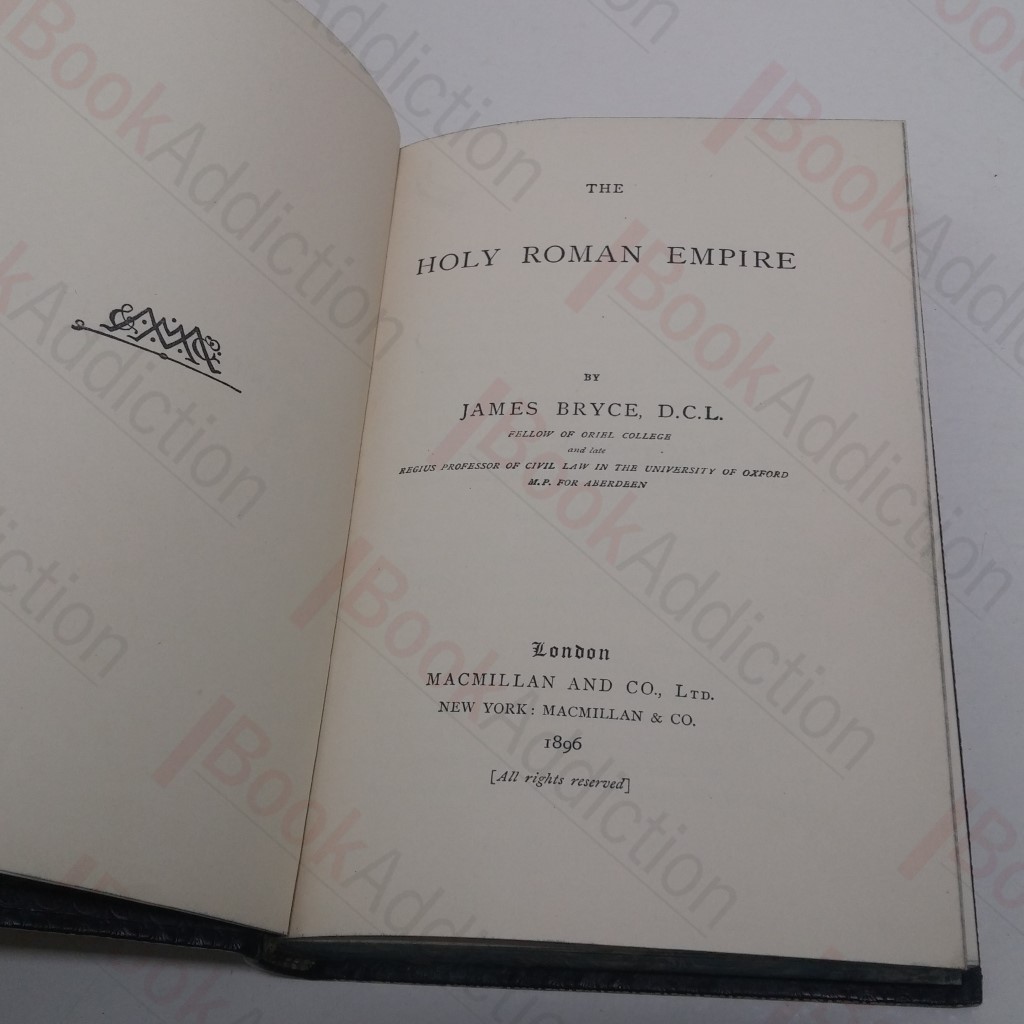 THE
HOLY ROMAN EMPIRE
BY
JAMES BRYCE, D.C.L.
FELLOW OF ORIEL COLLEGE
and late
REGIUS PROFESSOR OF CIVIL LAW IN THE UNIVERSITY OF OXFORD
M.P. FOR ABERDEEN
London
MACMILLAN AND CO., LTD.
NEW YORK: MACMILLAN & CO.
1896
[All rights reserved]
BookAddiction